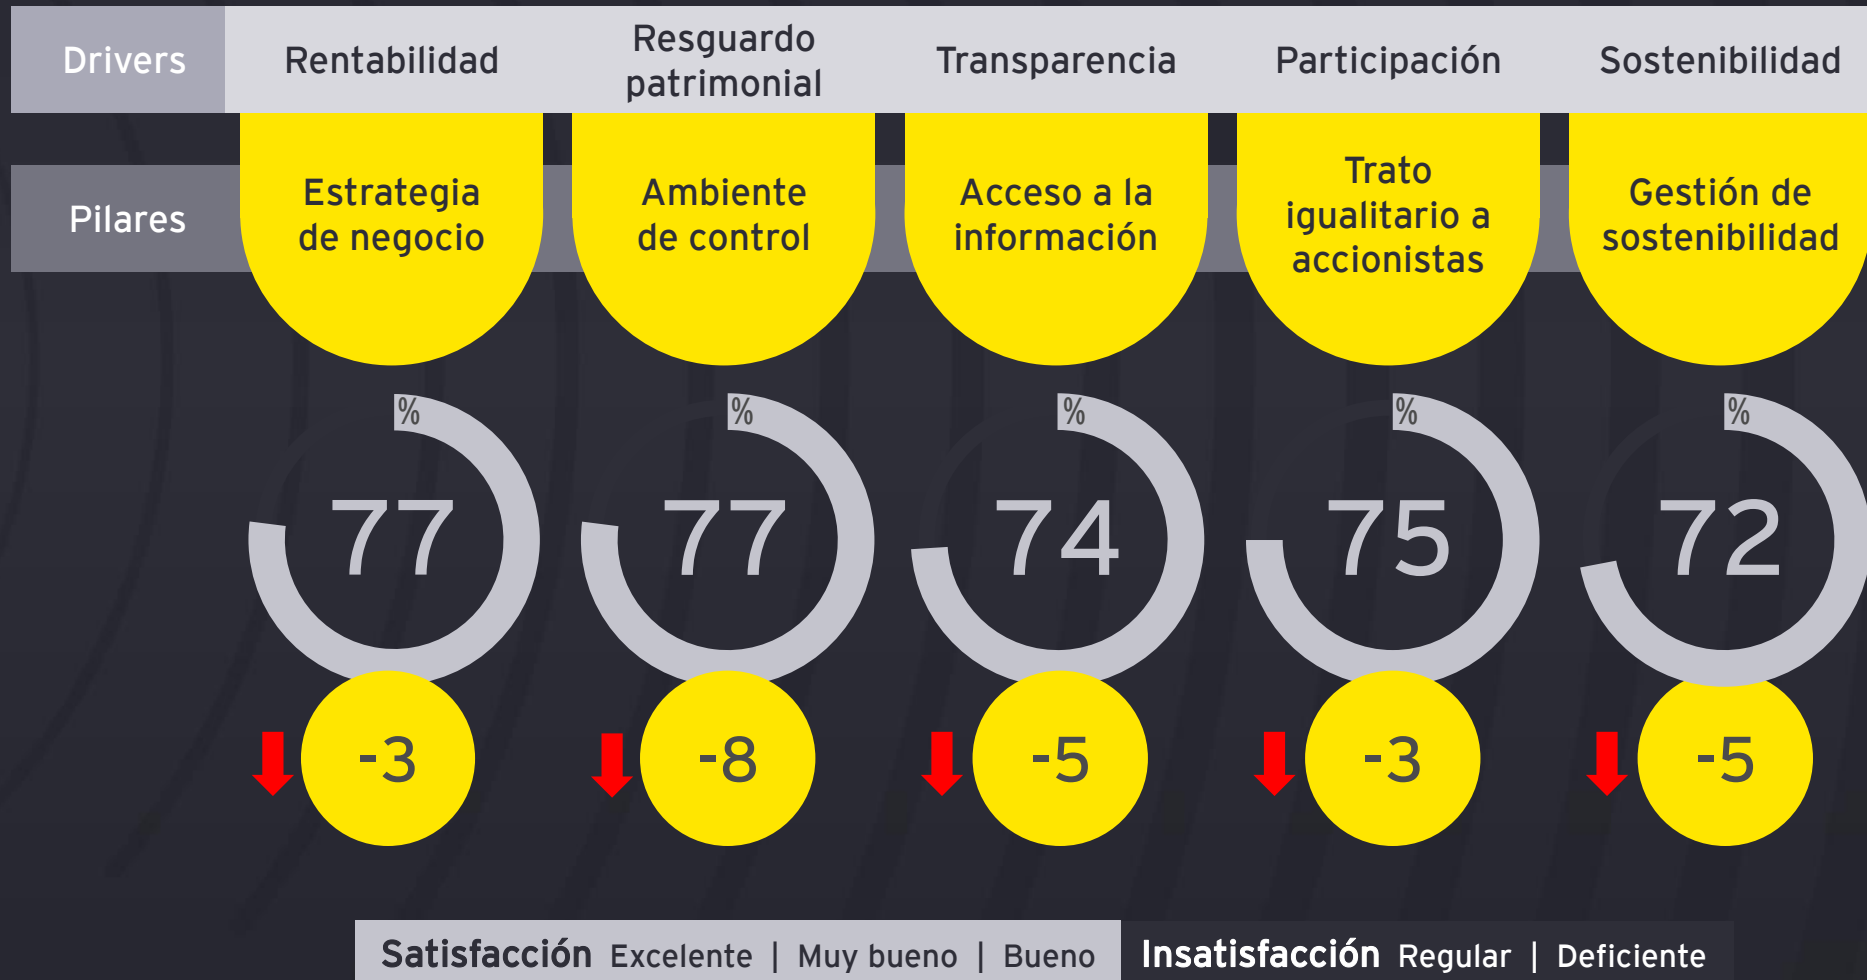 Drivers
Rentabilidad
Resguardo
patrimonial
Transparencia
Participación
Sostenibilidad
Pilares
Estrategia
de negocio
Ambiente
de control
Acceso a la
información
Trato
igualitario a
accionistas
Gestión de
sostenibilidad
%
77
%
77
%
74
%
75
%
72
-3
-8
-5
-3
-5
Satisfacción Excelente | Muy bueno | Bueno
Insatisfacción Regular | Deficiente